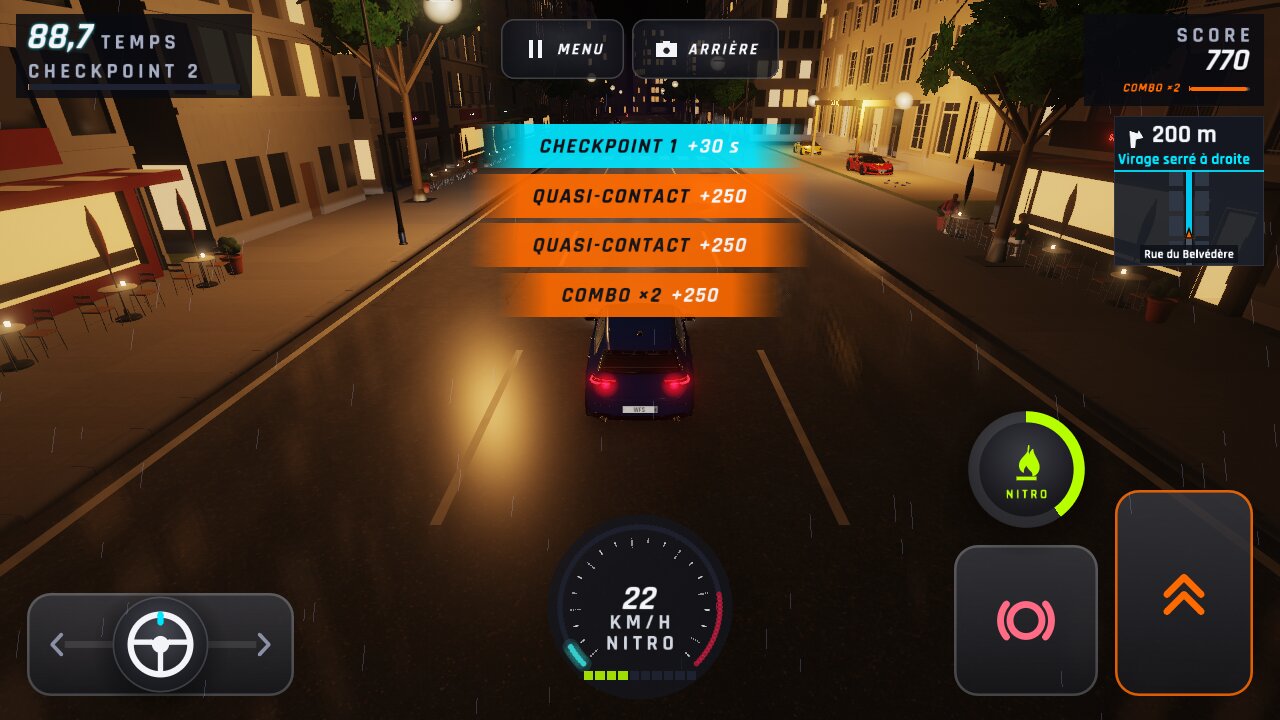 88,7 TEMPS
CHECKPOINT 2
MENU
ARRIÈRE
SCORE
770
COMBO ×2
200 m
Virage serré à droite
Rue du Belvédère
CHECKPOINT 1 +30 s
QUASI-CONTACT +250
QUASI-CONTACT +250
COMBO ×2 +250
WFS
NITRO
22
KM/H
NITRO